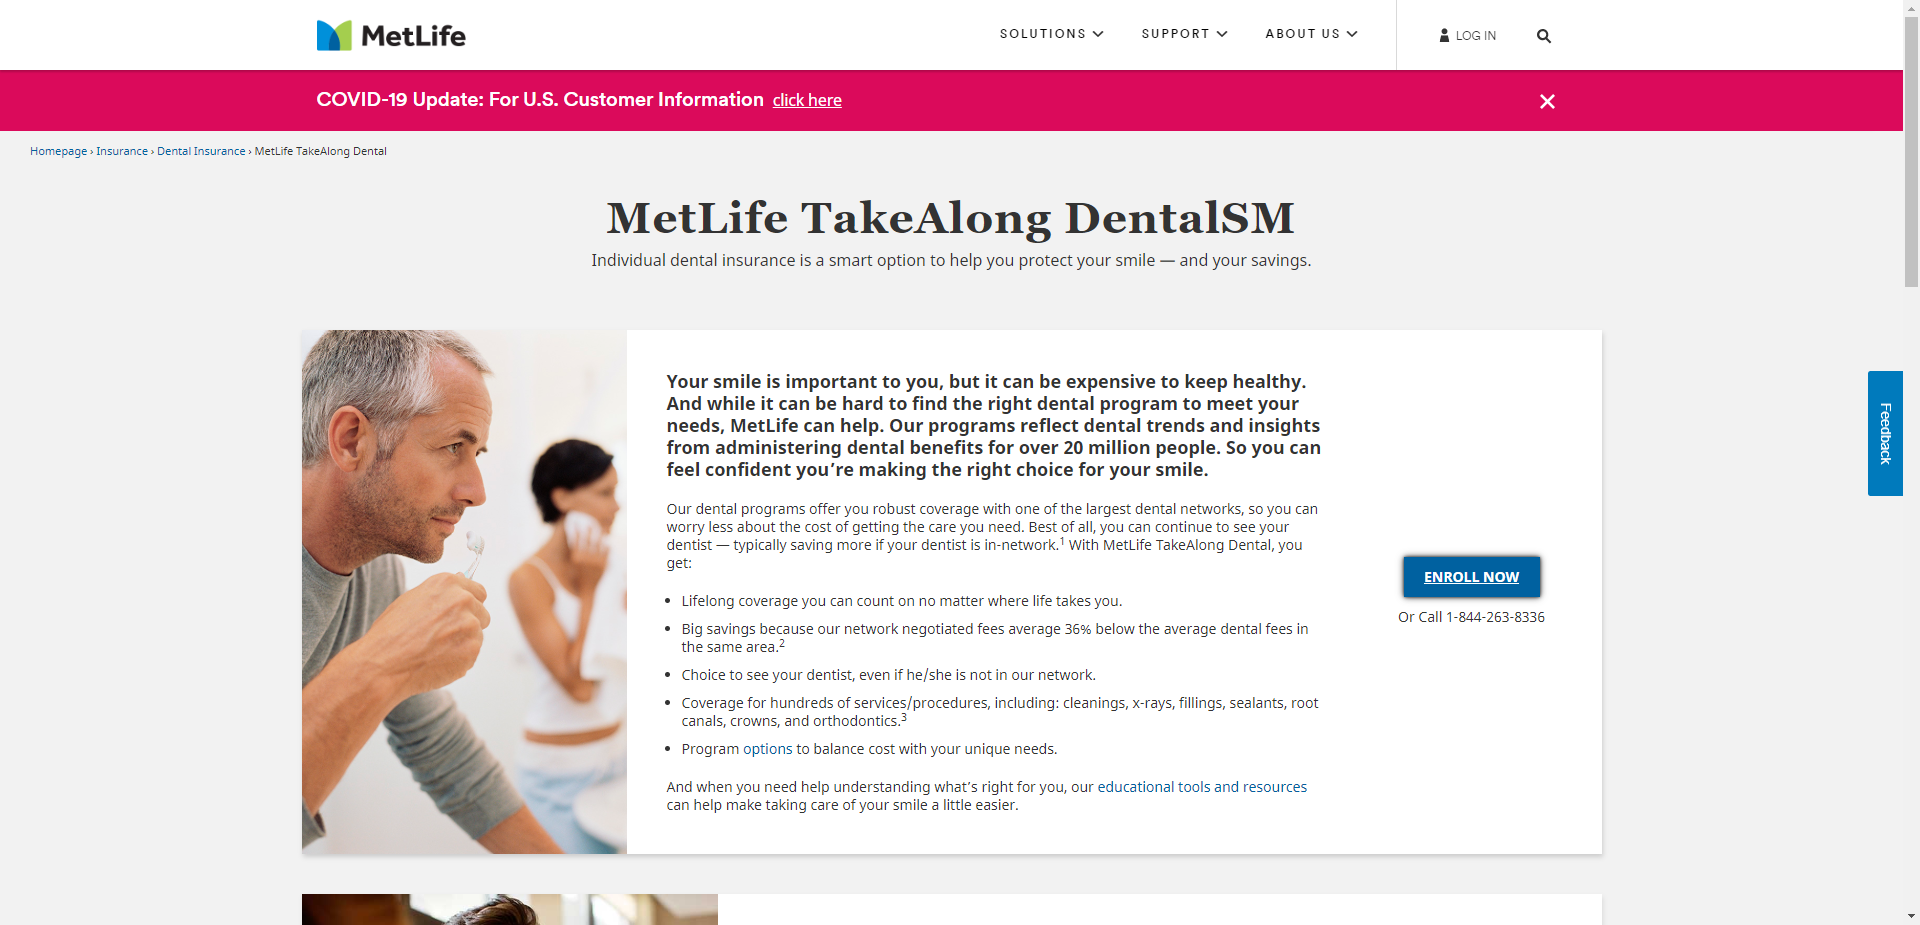 MetLife
SOLUTIONS
SUPPORT
ABOUT US
LOG IN
COVID-19 Update: For U.S. Customer Information click here
Homepage › Insurance › Dental Insurance › MetLife TakeAlong Dental
MetLife TakeAlong DentalSM
Individual dental insurance is a smart option to help you protect your smile — and your savings.
Your smile is important to you, but it can be expensive to keep healthy.
And while it can be hard to find the right dental program to meet your
needs, MetLife can help. Our programs reflect dental trends and insights
from administering dental benefits for over 20 million people. So you can
feel confident you’re making the right choice for your smile.
Our dental programs offer you robust coverage with one of the largest dental networks, so you can
worry less about the cost of getting the care you need. Best of all, you can continue to see your
dentist — typically saving more if your dentist is in-network.1 With MetLife TakeAlong Dental, you
get:
• Lifelong coverage you can count on no matter where life takes you.
• Big savings because our network negotiated fees average 36% below the average dental fees in
the same area.2
• Choice to see your dentist, even if he/she is not in our network.
• Coverage for hundreds of services/procedures, including: cleanings, x-rays, fillings, sealants, root
canals, crowns, and orthodontics.3
• Program options to balance cost with your unique needs.
And when you need help understanding what’s right for you, our educational tools and resources
can help make taking care of your smile a little easier.
ENROLL NOW
Or Call 1-844-263-8336
Feedback